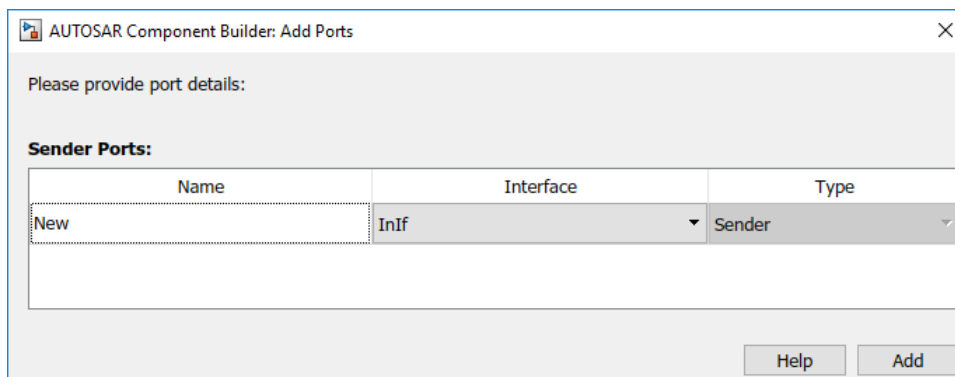 AUTOSAR Component Builder: Add Ports
Please provide port details:
Sender Ports:
Name Interface Type
New InIf Sender
Help Add